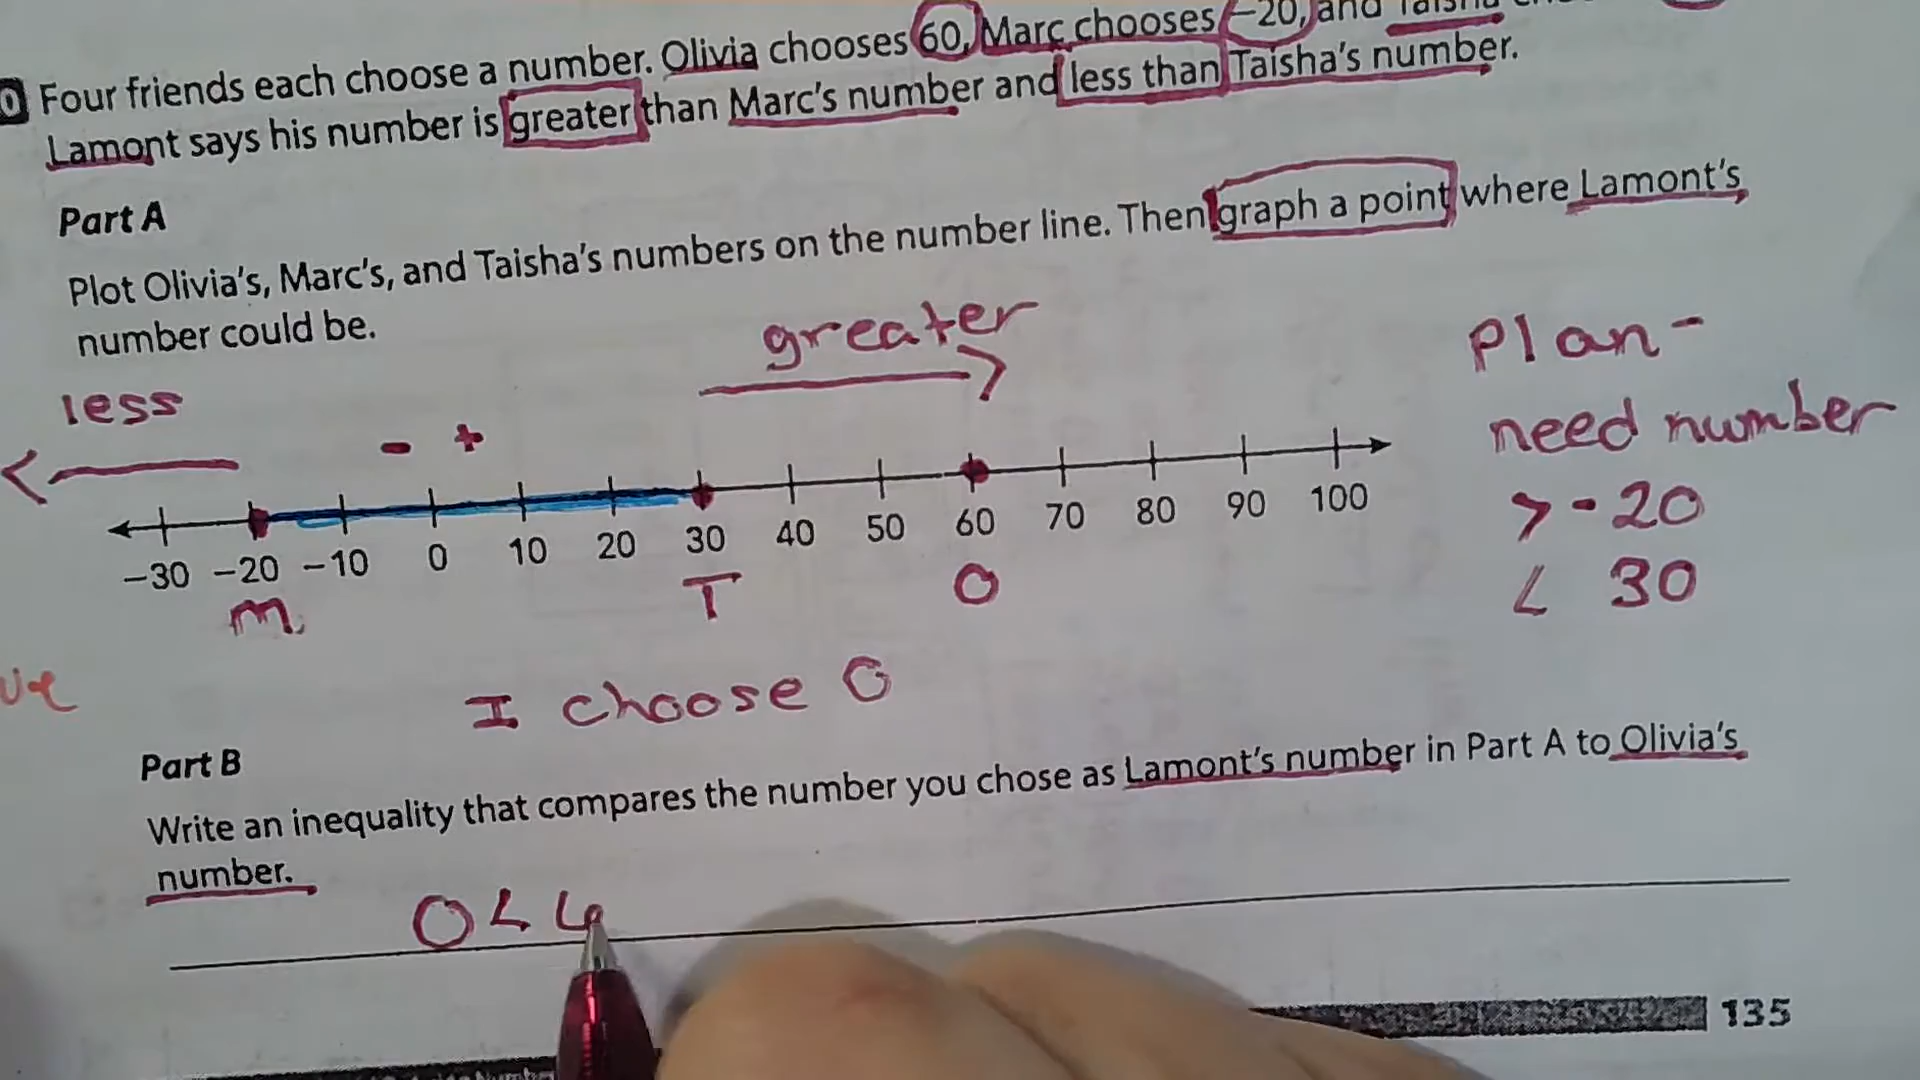 0 Four friends each choose a number. Olivia chooses 60, Marc chooses −20, and Taisha
Lamont says his number is greater than Marc's number and less than Taisha's number.
Part A
Plot Olivia's, Marc's, and Taisha's numbers on the number line. Then graph a point where Lamont's
number could be.
greater
less
- +
−30 −20 −10 0 10 20 30 40 50 60 70 80 90 100
m T O
Plan -
need number
> -20
< 30
I choose 0
Part B
Write an inequality that compares the number you chose as Lamont's number in Part A to Olivia's
number.
0 < 6
135